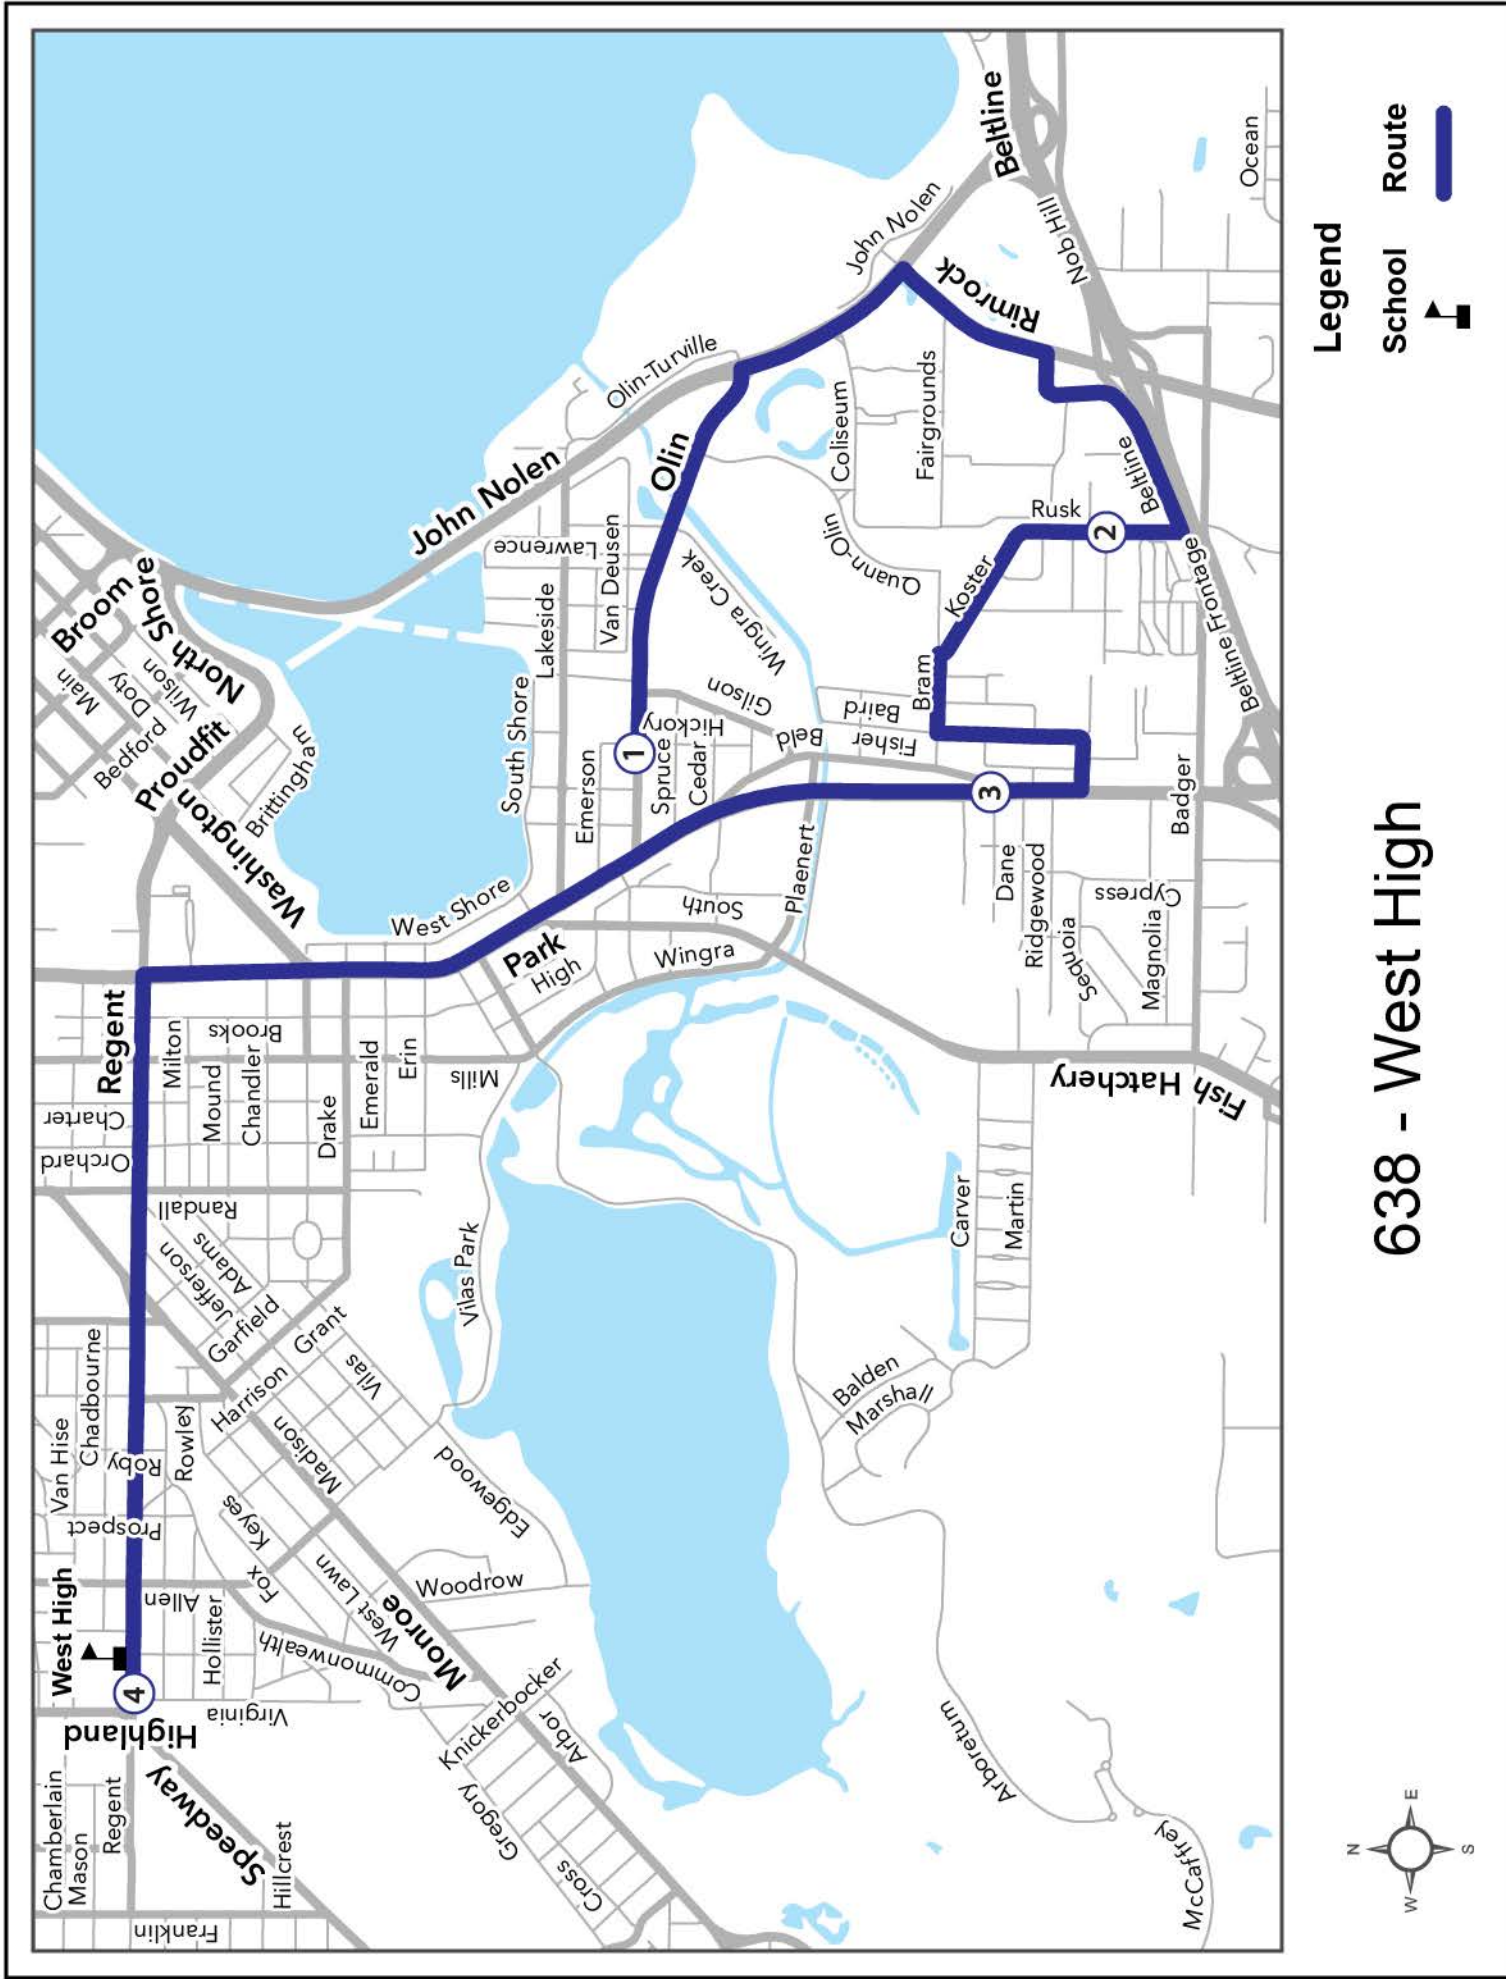 Chamberlain
Mason
Regent
Franklin
Speedway
Hillcrest
Highland
West High
4
Virginia
Hollister
Allen
Prospect
Roby
Van Hise
Chadbourne
Rowley
Fox
Keyes
West Lawn
Commonwealth
Monroe
Madison
Harrison
Garfield
Jefferson
Adams
Grant
Vilas
Randall
Orchard
Charter
Regent
Milton
Mound
Chandler
Brooks
Drake
Emerald
Erin
Mills
Woodrow
Edgewood
Vilas Park
Knickerbocker
Arbor
Gregory
Cross
Washington
Proudfit
Brittingham
Bedford
Doty
Wilson
Main
Broom
North Shore
West Shore
South Shore
Park
High
Lakeside
Emerson
Lawrence
Van Deusen
John Nolen
Olin
Olin-Turville
1
Spruce
Cedar
Hickory
Gilson
Wingra Creek
South
Wingra
Plaenert
Beld
Fisher
Baird
Bram
Koster
Quann-Olin
Coliseum
Fairgrounds
Rusk
2
3
John Nolen
Rimrock
Beltline
Nob Hill
Beltline
Beltline Frontage
Ocean
Badger
Dane
Ridgewood
Sequoia
Cypress
Magnolia
Fish Hatchery
Carver
Martin
Balden
Marshall
Arboretum
McCaffrey
N
E
S
W
638 - West High
Legend
School
Route